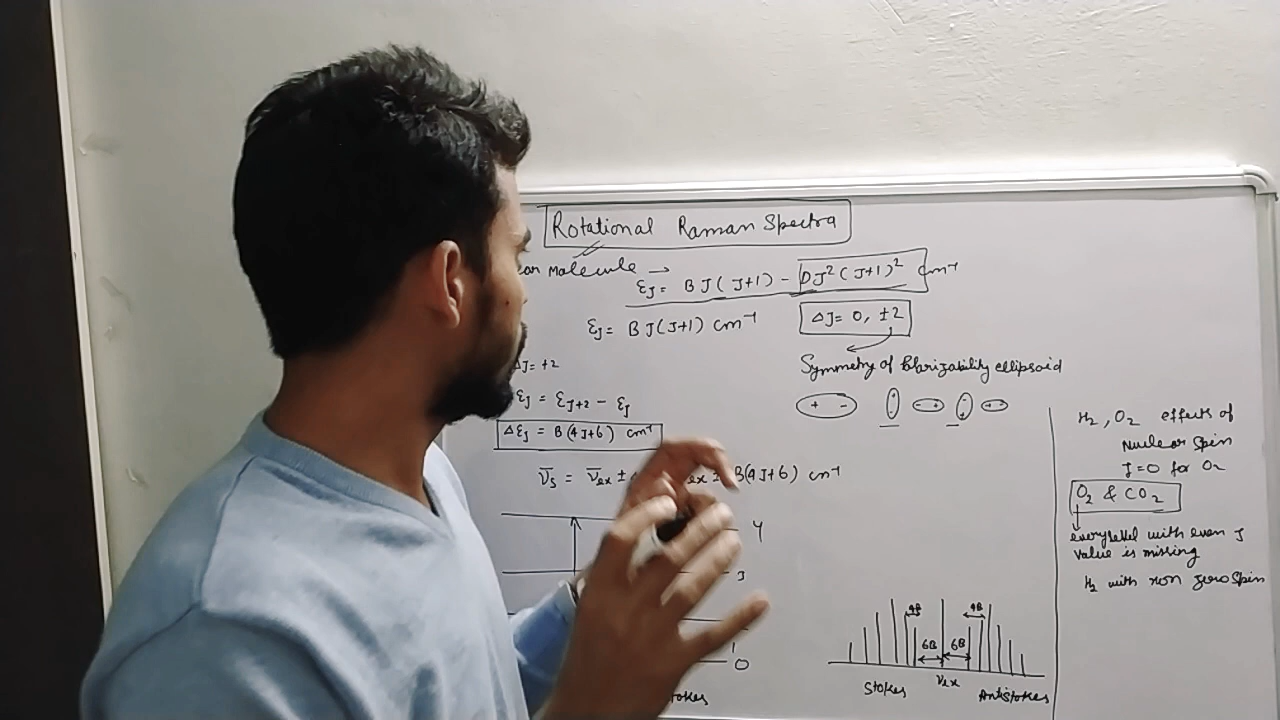 Rotational Raman Spectra
Molecule →
εJ = BJ(J+1) - DJ²(J+1)² cm⁻¹
εJ = BJ(J+1) cm⁻¹
ΔJ = 0, ±2
Symmetry of Polarizability ellipsoid
+ -
ΔJ = +2
εJ = εJ+2 - εJ
ΔεJ = B(4J+6) cm⁻¹
ν̄s = ν̄ex ± ex ± B(4J+6) cm⁻¹
4
3
1
0
4B 4B
6B 6B
Stokes νex Antistokes
H₂, O₂ effects of
Nuclear Spin
J=0 for O₂
O₂ & CO₂
every level with even J
value is missing
H₂ with non zero spin